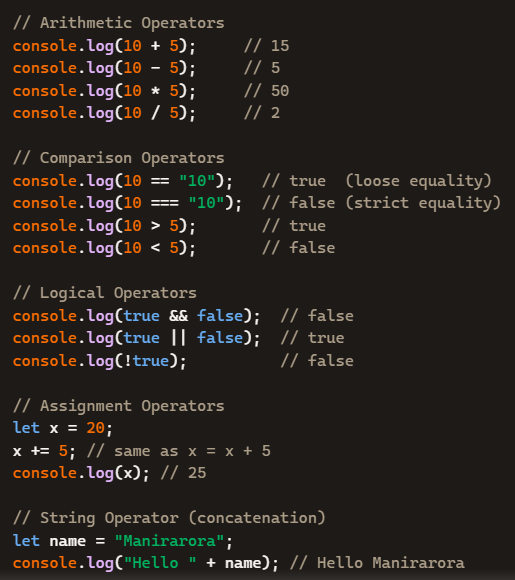 // Arithmetic Operators
console.log(10 + 5);     // 15
console.log(10 - 5);     // 5
console.log(10 * 5);     // 50
console.log(10 / 5);     // 2

// Comparison Operators
console.log(10 == "10");   // true  (loose equality)
console.log(10 === "10");  // false (strict equality)
console.log(10 > 5);       // true
console.log(10 < 5);       // false

// Logical Operators
console.log(true && false);  // false
console.log(true || false);  // true
console.log(!true);          // false

// Assignment Operators
let x = 20;
x += 5; // same as x = x + 5
console.log(x); // 25

// String Operator (concatenation)
let name = "Manirarora";
console.log("Hello " + name); // Hello Manirarora